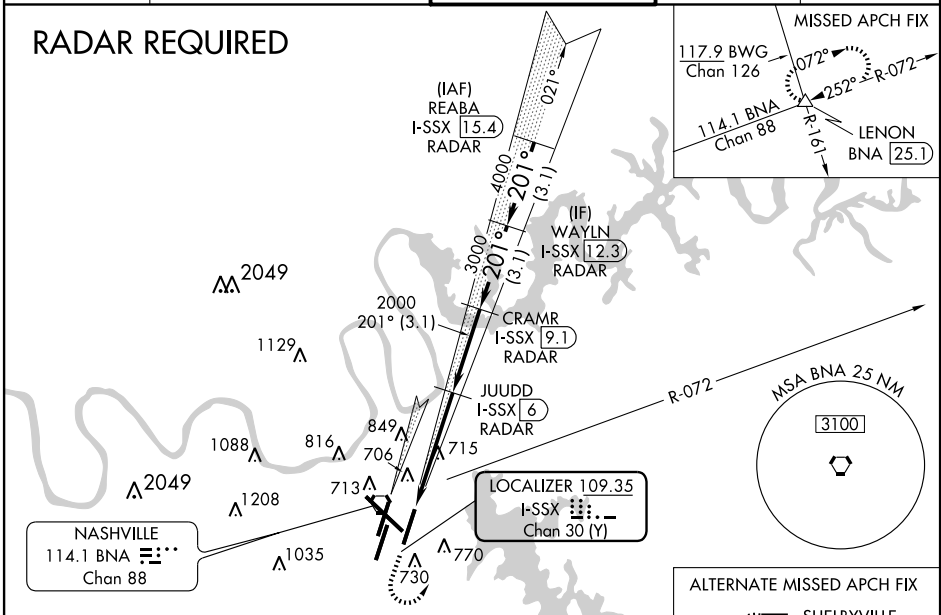 RADAR REQUIRED
MISSED APCH FIX
117.9 BWG
Chan 126
072°
252°
R-072
114.1 BNA
Chan 88
R-161
LENON
BNA 25.1
021°
(IAF)
REABA
I-SSX 15.4
RADAR
4000
201°
(3.1)
(IF)
WAYLN
I-SSX 12.3
RADAR
3000
201°
(3.1)
2049
2000
201° (3.1)
CRAMR
I-SSX 9.1
RADAR
1129
JUUDD
I-SSX 6
RADAR
R-072
MSA BNA 25 NM
3100
849
816
1088
706
715
713
2049
1208
LOCALIZER 109.35
I-SSX
Chan 30 (Y)
NASHVILLE
114.1 BNA
Chan 88
1035
730
770
ALTERNATE MISSED APCH FIX
SHELBYVILLE